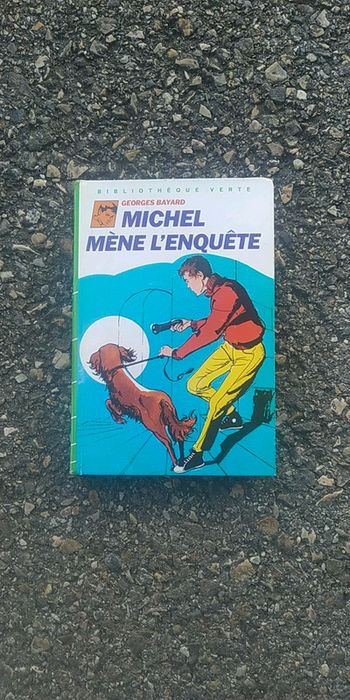 BIBLIOTHÈQUE VERTE
GEORGES BAYARD
MICHEL
MÈNE L'ENQUÊTE